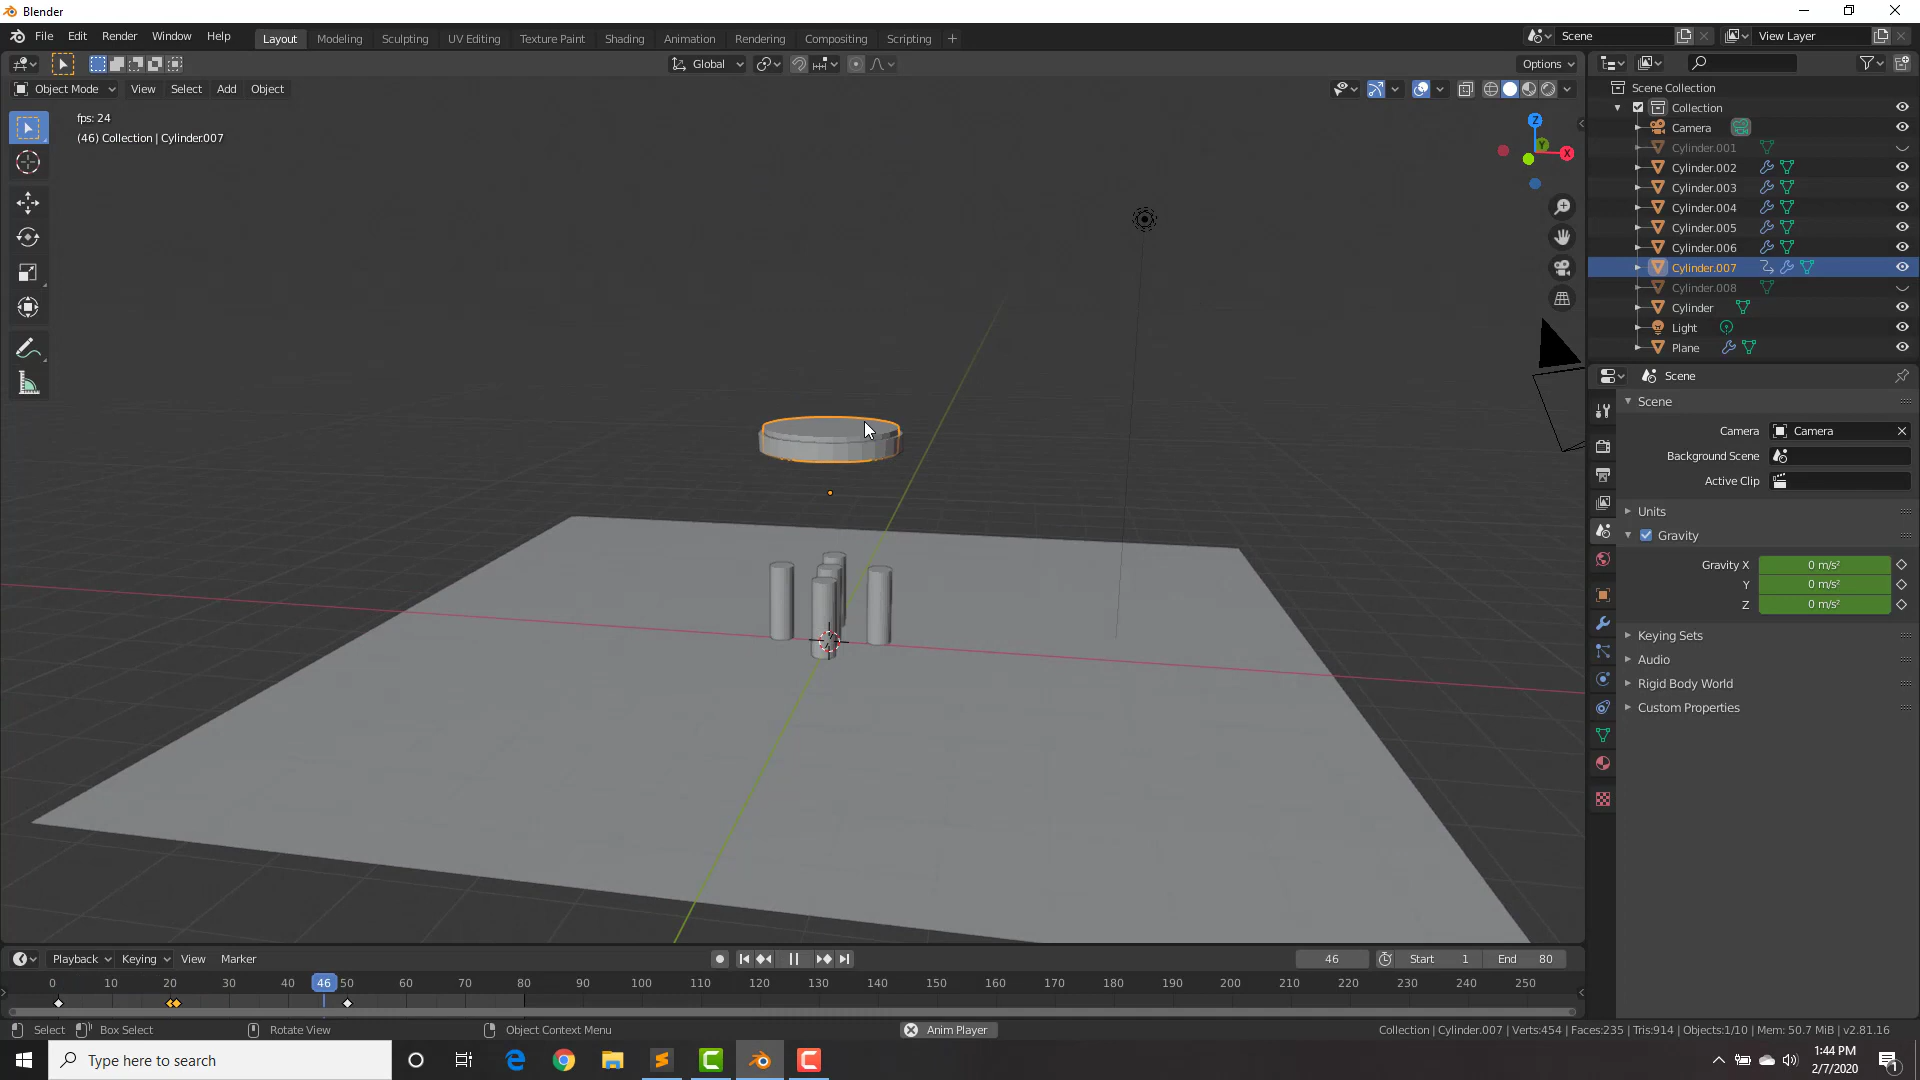 Blender
File Edit Render Window Help
Layout Modeling Sculpting UV Editing Texture Paint Shading Animation Rendering Compositing Scripting +
Scene View Layer
Global Options
Object Mode View Select Add Object
fps: 24
(46) Collection | Cylinder.007
Z
Y
X
Scene Collection
Collection
Camera
Cylinder.001
Cylinder.002
Cylinder.003
Cylinder.004
Cylinder.005
Cylinder.006
Cylinder.007
Cylinder.008
Cylinder
Light
Plane
Scene
Scene
Camera Camera
Background Scene
Active Clip
Units
Gravity
Gravity X 0 m/s²
Y 0 m/s²
Z 0 m/s²
Keying Sets
Audio
Rigid Body World
Custom Properties
Playback Keying View Marker
46 Start 1 End 80
0 10 20 30 40 46 50 60 70 80 90 100 110 120 130 140 150 160 170 180 190 200 210 220 230 240 250
Select Box Select Rotate View Object Context Menu Anim Player Collection | Cylinder.007 | Verts:454 | Faces:235 | Tris:914 | Objects:1/10 | Mem: 50.7 MiB | v2.81.16
Type here to search
1:44 PM
2/7/2020
1